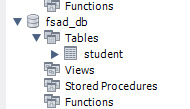 Functions
fsad_db
Tables
student
Views
Stored Procedures
Functions